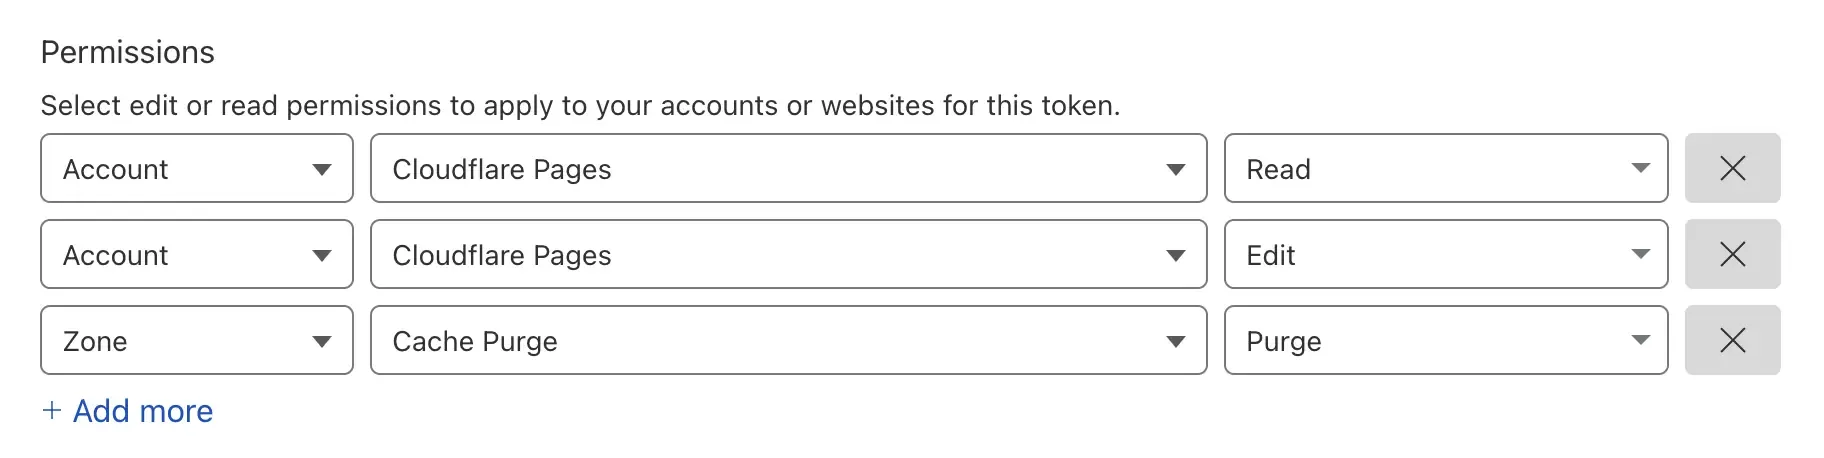 Permissions
Select edit or read permissions to apply to your accounts or websites for this token.
Account Cloudflare Pages Read
Account Cloudflare Pages Edit
Zone Cache Purge Purge
+ Add more